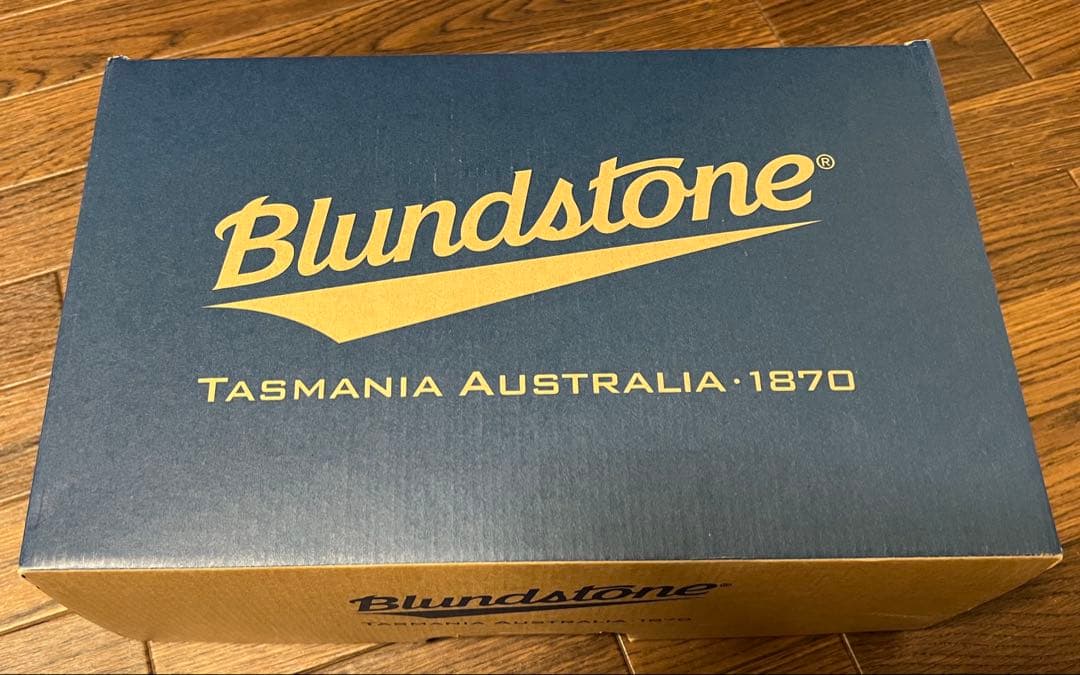 Blundstone®
TASMANIA AUSTRALIA · 1870
Blundstone®
TASMANIA AUSTRALIA · 1870